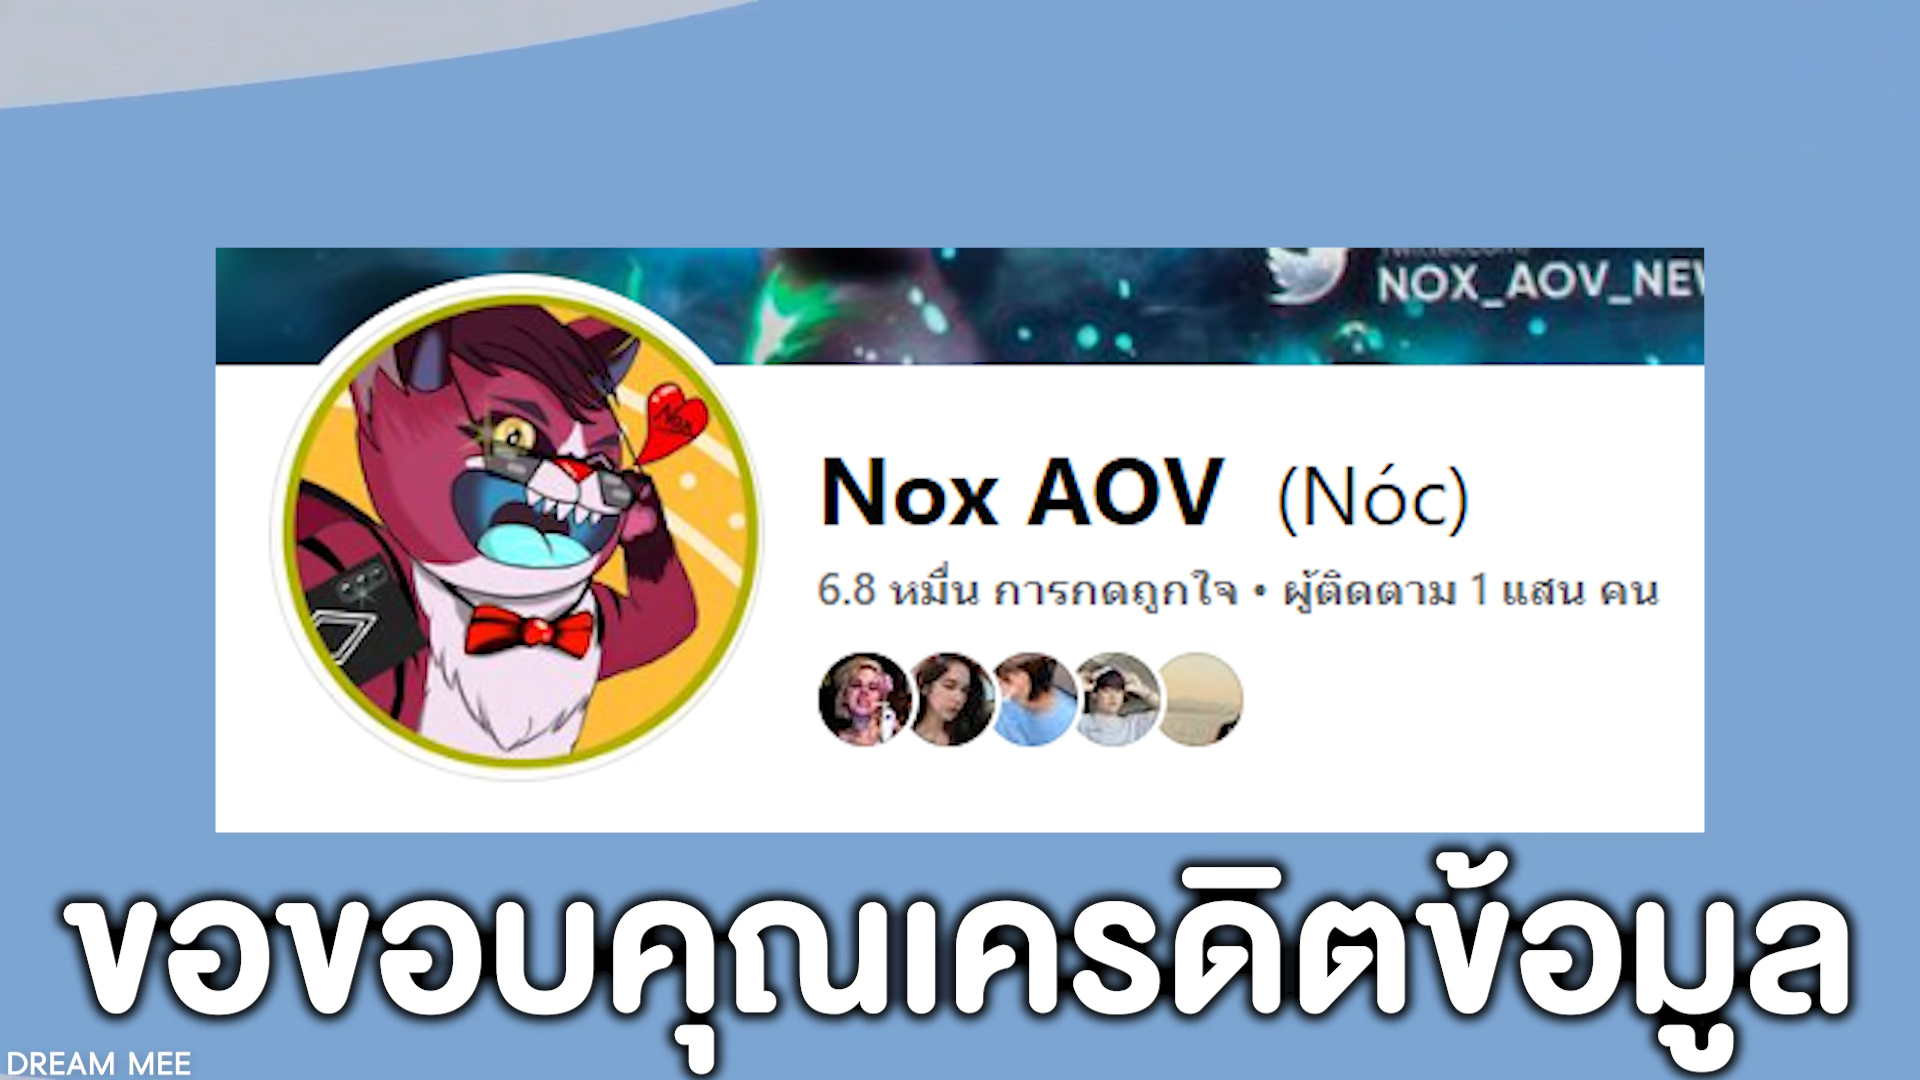 NOX_AOV_NEW
Nox
Nox AOV (Nóc)
6.8 หมื่น การกดถูกใจ • ผู้ติดตาม 1 แสน คน
ขอขอบคุณเครดิตข้อมูล
DREAM MEE